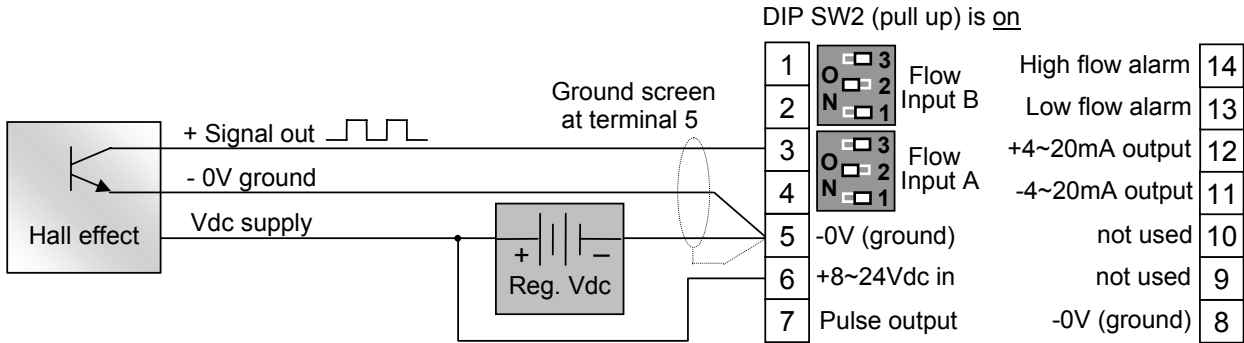 DIP SW2 (pull up) is on
1
2
3
4
5
6
7
O
N
3
2
1
Flow
Input B
O
N
3
2
1
Flow
Input A
-0V (ground)
+8~24Vdc in
Pulse output
High flow alarm 14
Low flow alarm 13
+4~20mA output 12
-4~20mA output 11
not used 10
not used 9
-0V (ground) 8
Ground screen
at terminal 5
+ Signal out
- 0V ground
Vdc supply
Hall effect
+ –
Reg. Vdc